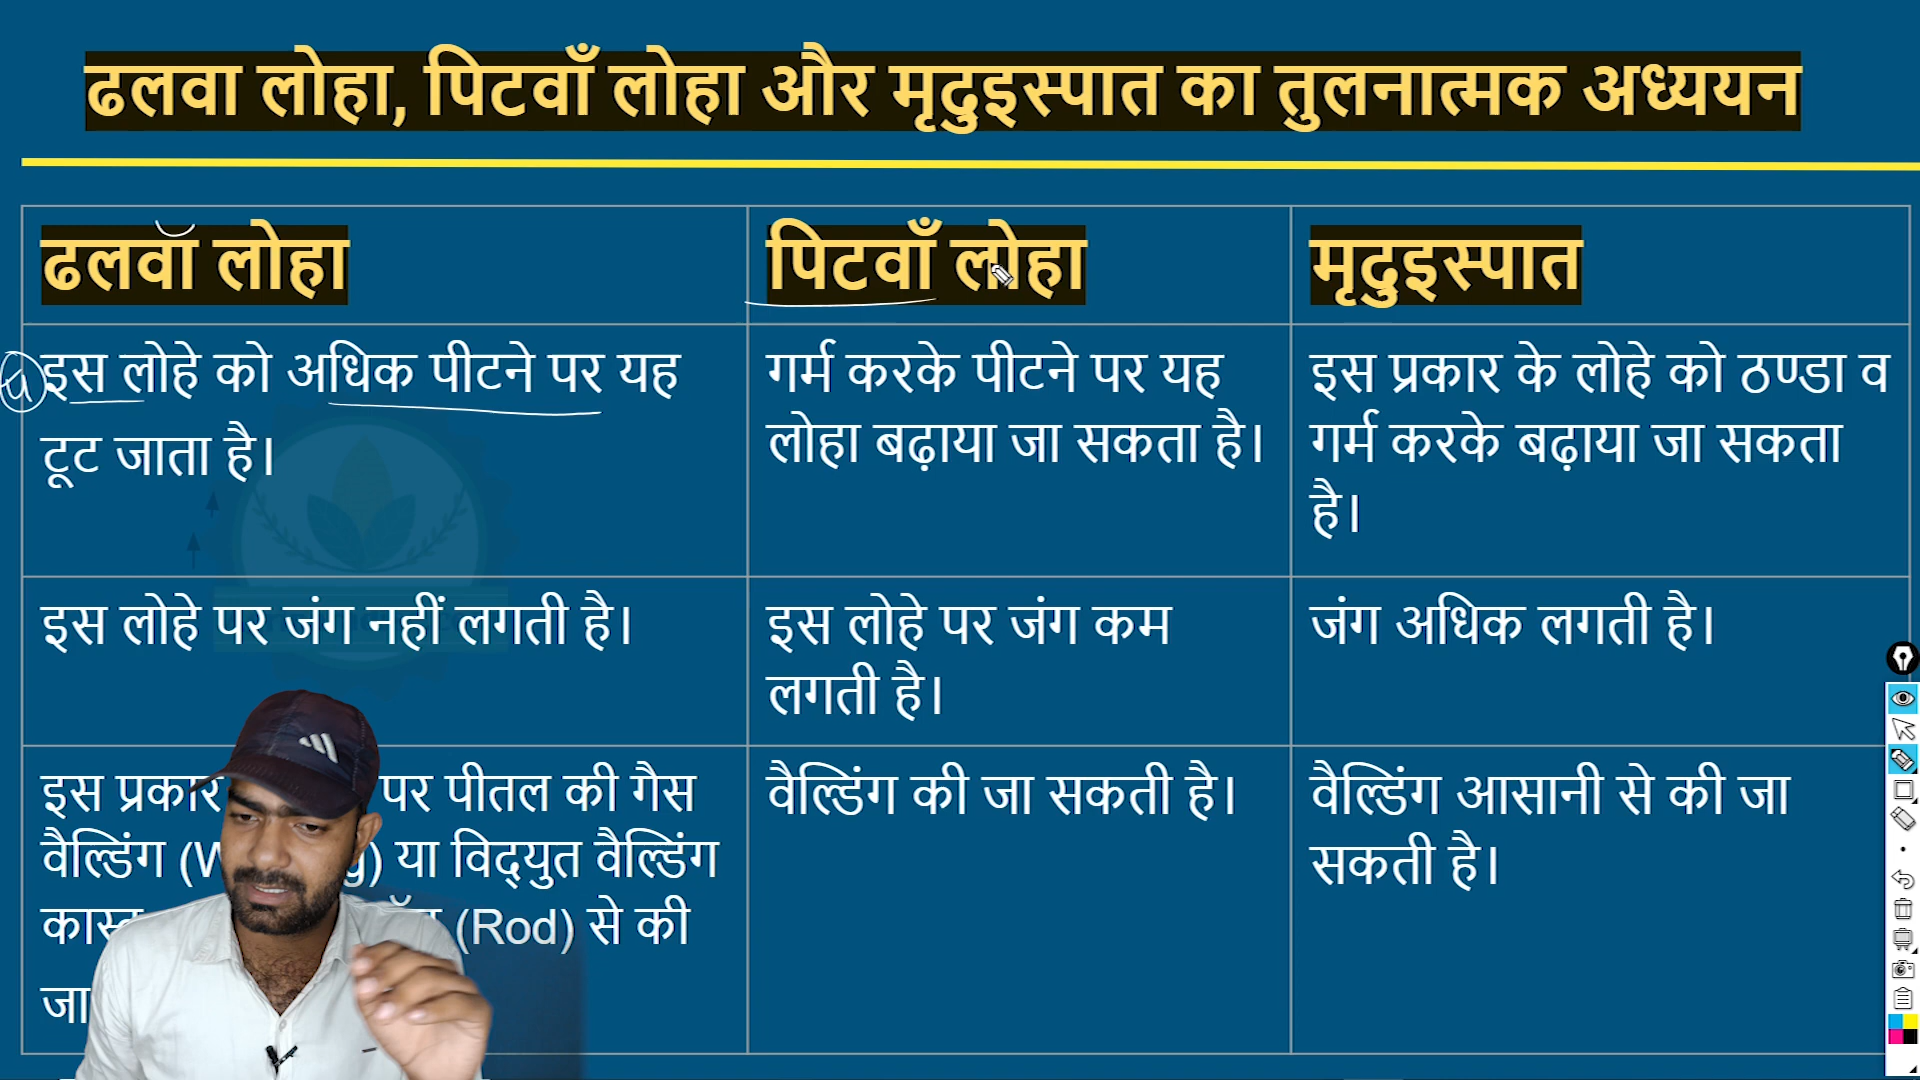 ढलवा लोहा, पिटवाँ लोहा और मृदुइस्पात का तुलनात्मक अध्ययन
ढलवाॅ लोहा
पिटवाँ लोहा
मृदुइस्पात
इस लोहे को अधिक पीटने पर यह
टूट जाता है।
गर्म करके पीटने पर यह
लोहा बढ़ाया जा सकता है।
इस प्रकार के लोहे को ठण्डा व
गर्म करके बढ़ाया जा सकता
है।
इस लोहे पर जंग नहीं लगती है।
इस लोहे पर जंग कम
लगती है।
जंग अधिक लगती है।
इस प्रकार पर पीतल की गैस
वैल्डिंग या विद्युत वैल्डिंग
(Rod) से की
वैल्डिंग की जा सकती है।
वैल्डिंग आसानी से की जा
सकती है।